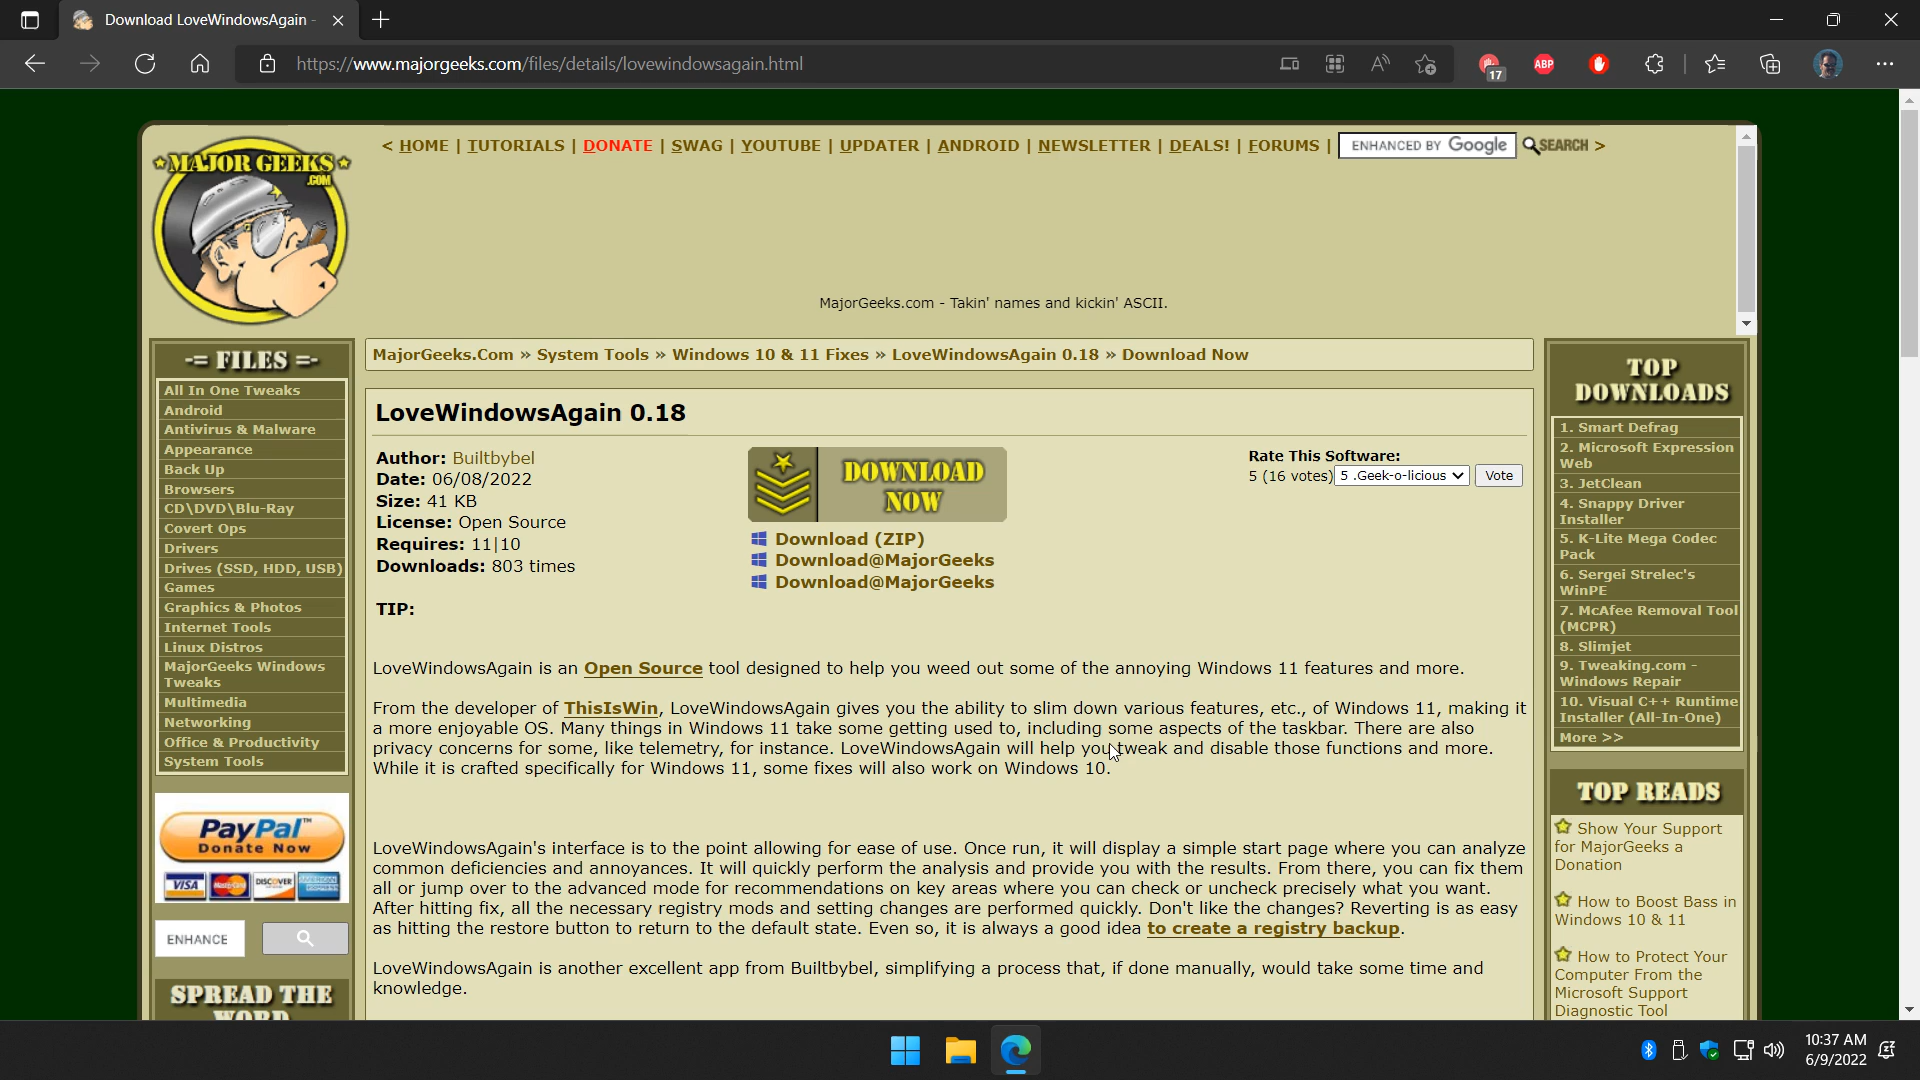 Download LoveWindowsAgain -
https://www.majorgeeks.com/files/details/lovewindowsagain.html
17
ABP
MAJOR GEEKS
.COM
< HOME | TUTORIALS | DONATE | SWAG | YOUTUBE | UPDATER | ANDROID | NEWSLETTER | DEALS! | FORUMS | ENHANCED BY Google SEARCH >
MajorGeeks.com - Takin' names and kickin' ASCII.
-= FILES =-
All In One Tweaks
Android
Antivirus & Malware
Appearance
Back Up
Browsers
CD\DVD\Blu-Ray
Covert Ops
Drivers
Drives (SSD, HDD, USB)
Games
Graphics & Photos
Internet Tools
Linux Distros
MajorGeeks Windows
Tweaks
Multimedia
Networking
Office & Productivity
System Tools
PayPal™
Donate Now
VISA MasterCard DISCOVER AMERICAN EXPRESS
ENHANCE
SPREAD THE
WORD
MajorGeeks.Com » System Tools » Windows 10 & 11 Fixes » LoveWindowsAgain 0.18 » Download Now
LoveWindowsAgain 0.18
Author: Builtbybel
Date: 06/08/2022
Size: 41 KB
License: Open Source
Requires: 11|10
Downloads: 803 times
TIP:
DOWNLOAD
NOW
Download (ZIP)
Download@MajorGeeks
Download@MajorGeeks
Rate This Software:
5 (16 votes) 5 .Geek-o-licious Vote
LoveWindowsAgain is an Open Source tool designed to help you weed out some of the annoying Windows 11 features and more.
From the developer of ThisIsWin, LoveWindowsAgain gives you the ability to slim down various features, etc., of Windows 11, making it
a more enjoyable OS. Many things in Windows 11 take some getting used to, including some aspects of the taskbar. There are also
privacy concerns for some, like telemetry, for instance. LoveWindowsAgain will help you tweak and disable those functions and more.
While it is crafted specifically for Windows 11, some fixes will also work on Windows 10.
LoveWindowsAgain's interface is to the point allowing for ease of use. Once run, it will display a simple start page where you can analyze
common deficiencies and annoyances. It will quickly perform the analysis and provide you with the results. From there, you can fix them
all or jump over to the advanced mode for recommendations on key areas where you can check or uncheck precisely what you want.
After hitting fix, all the necessary registry mods and setting changes are performed quickly. Don't like the changes? Reverting is as easy
as hitting the restore button to return to the default state. Even so, it is always a good idea to create a registry backup.
LoveWindowsAgain is another excellent app from Builtbybel, simplifying a process that, if done manually, would take some time and
knowledge.
TOP
DOWNLOADS
1. Smart Defrag
2. Microsoft Expression
Web
3. JetClean
4. Snappy Driver
Installer
5. K-Lite Mega Codec
Pack
6. Sergei Strelec's
WinPE
7. McAfee Removal Tool
(MCPR)
8. Slimjet
9. Tweaking.com -
Windows Repair
10. Visual C++ Runtime
Installer (All-In-One)
More >>
TOP READS
Show Your Support
for MajorGeeks a
Donation
How to Boost Bass in
Windows 10 & 11
How to Protect Your
Computer From the
Microsoft Support
Diagnostic Tool
10:37 AM
6/9/2022